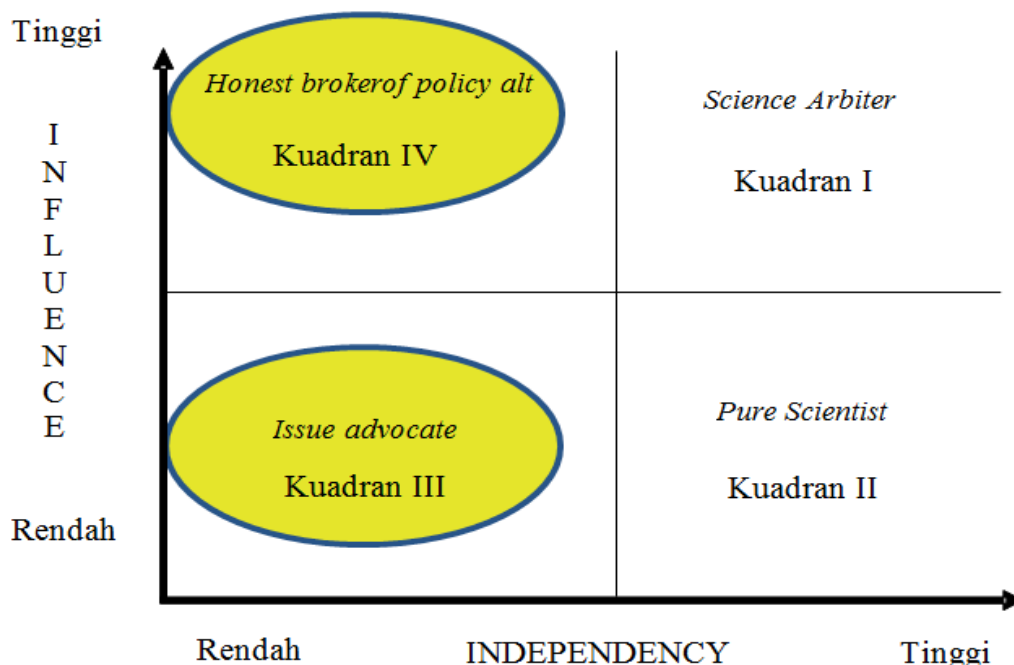 Tinggi
INFLUENCE
Rendah
Honest brokerof policy alt
Kuadran IV
Science Arbiter
Kuadran I
Issue advocate
Kuadran III
Pure Scientist
Kuadran II
Rendah
INDEPENDENCY
Tinggi